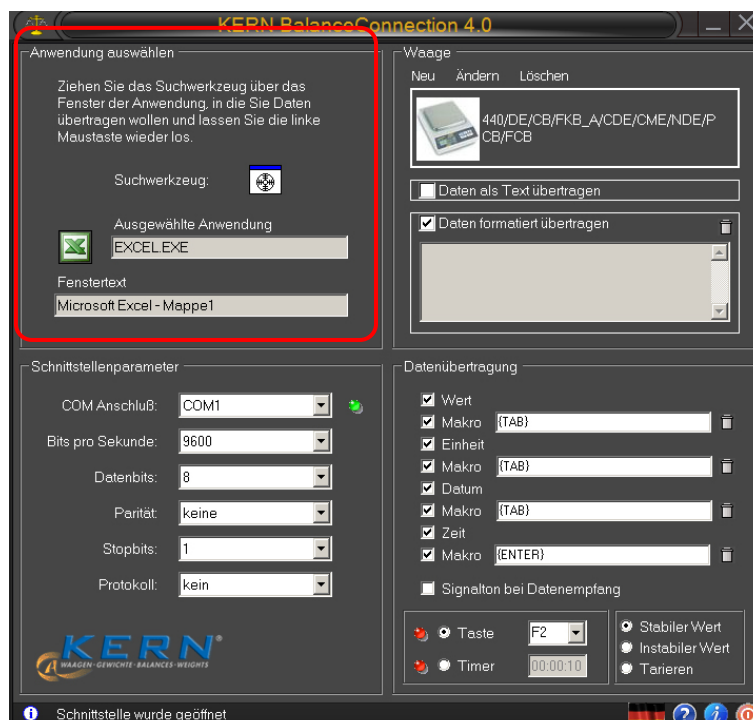 KERN BalanceConnection 4.0
Anwendung auswählen
Ziehen Sie das Suchwerkzeug über das
Fenster der Anwendung, in die Sie Daten
übertragen wollen und lassen Sie die linke
Maustaste wieder los.
Suchwerkzeug:
Ausgewählte Anwendung
EXCEL.EXE
Fenstertext
Microsoft Excel - Mappe1
Waage
Neu Ändern Löschen
440/DE/CB/FKB_A/CDE/CME/NDE/P
CB/FCB
Daten als Text übertragen
Daten formatiert übertragen
Schnittstellenparameter
COM Anschluß: COM1
Bits pro Sekunde: 9600
Datenbits: 8
Parität: keine
Stopbits: 1
Protokoll: kein
KERN
WAAGEN·GEWICHTE·BALANCES·WEIGHTS
Datenübertragung
Wert
Makro {TAB}
Einheit
Makro {TAB}
Datum
Makro {TAB}
Zeit
Makro {ENTER}
Signalton bei Datenempfang
Taste F2
Timer 00:00:10
Stabiler Wert
Instabiler Wert
Tarieren
Schnittstelle wurde geöffnet